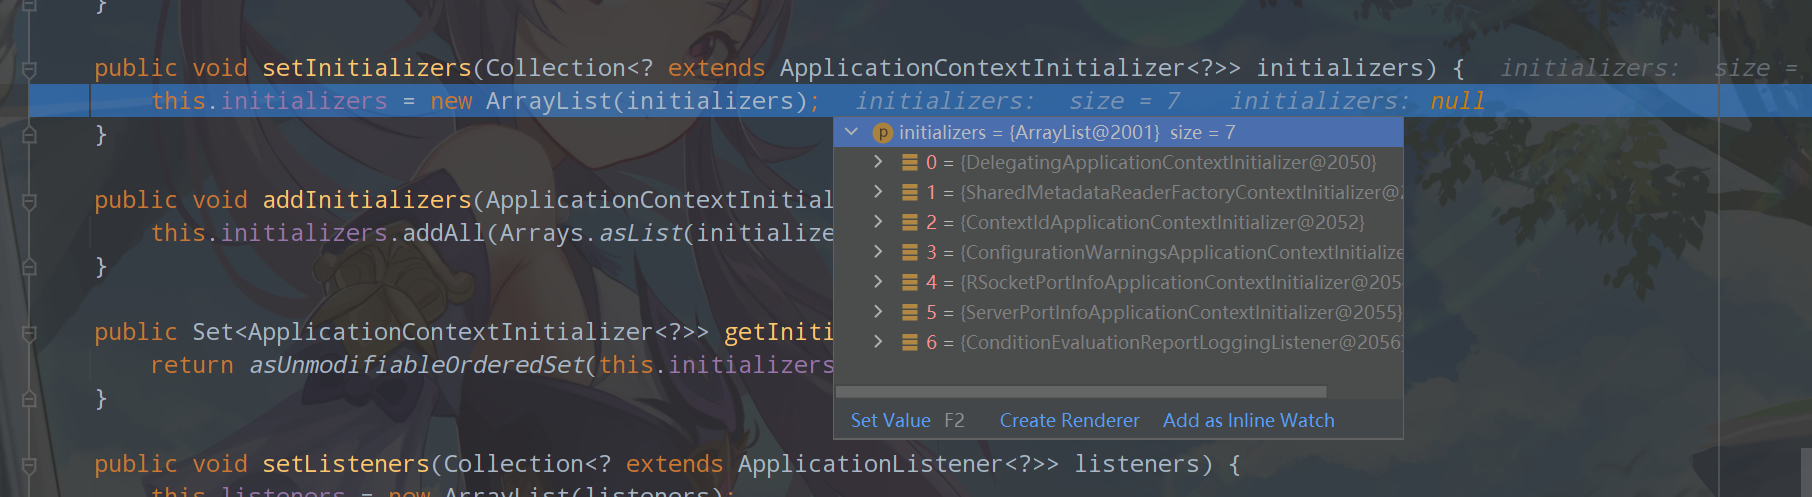 }
public void setInitializers(Collection<? extends ApplicationContextInitializer<?>> initializers) { initializers: size =
this.initializers = new ArrayList(initializers); initializers: size = 7 initializers: null
}
initializers = {ArrayList@2001} size = 7
0 = {DelegatingApplicationContextInitializer@2050}
1 = {SharedMetadataReaderFactoryContextInitializer@2
2 = {ContextIdApplicationContextInitializer@2052}
3 = {ConfigurationWarningsApplicationContextInitialize
4 = {RSocketPortInfoApplicationContextInitializer@205
5 = {ServerPortInfoApplicationContextInitializer@2055}
6 = {ConditionEvaluationReportLoggingListener@2056}
Set Value F2 Create Renderer Add as Inline Watch
public void addInitializers(ApplicationContextInitial
this.initializers.addAll(Arrays.asList(initialize
}
public Set<ApplicationContextInitializer<?>> getIniti
return asUnmodifiableOrderedSet(this.initializers
}
public void setListeners(Collection<? extends ApplicationListener<?>> listeners) {
this.listeners = new ArrayList(listeners);